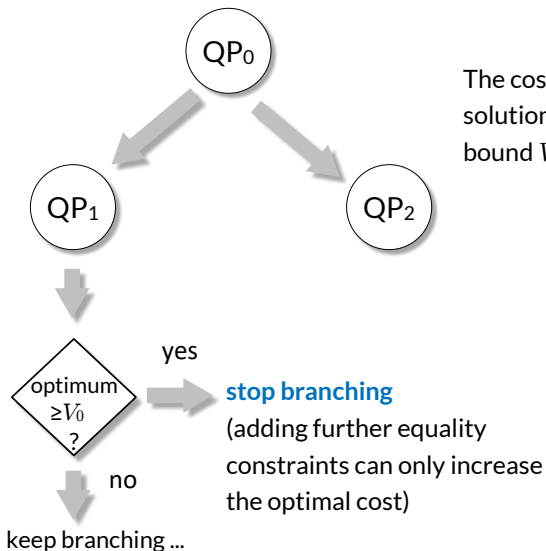 QP₀
The cos
solution
bound V
QP₁
QP₂
optimum
≥V₀
?
yes
stop branching
(adding further equality
constraints can only increase
the optimal cost)
no
keep branching ...